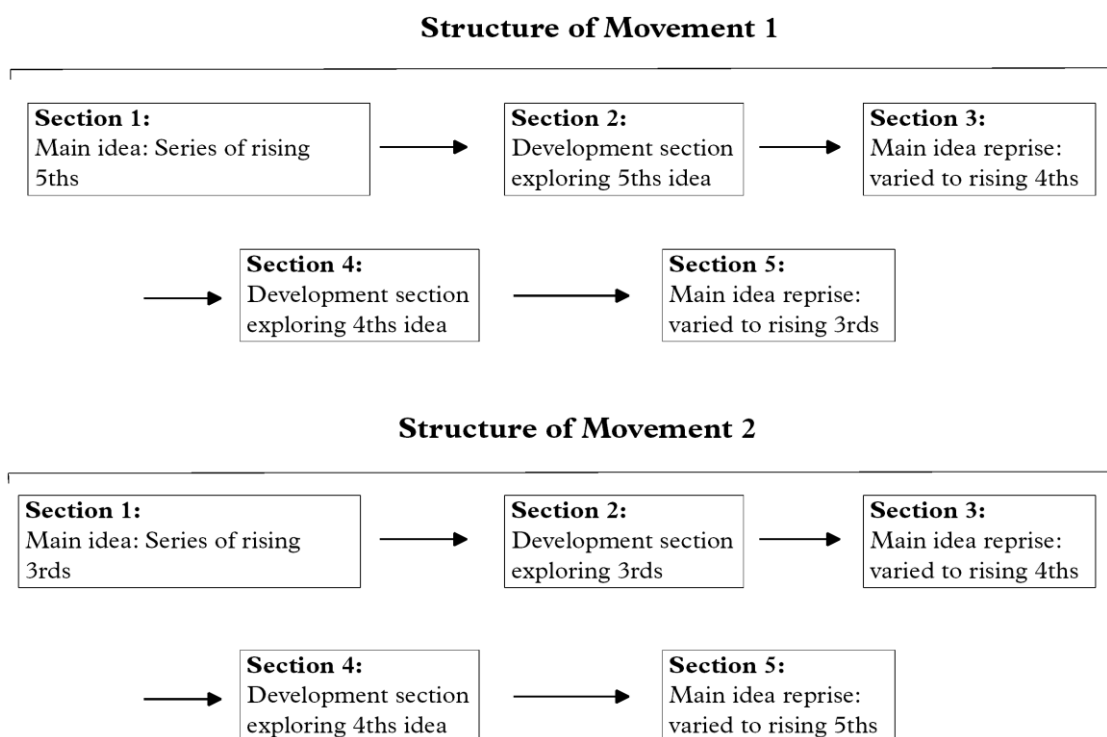 Structure of Movement 1
Section 1:
Main idea: Series of rising
5ths
Section 2:
Development section
exploring 5ths idea
Section 3:
Main idea reprise:
varied to rising 4ths
Section 4:
Development section
exploring 4ths idea
Section 5:
Main idea reprise:
varied to rising 3rds
Structure of Movement 2
Section 1:
Main idea: Series of rising
3rds
Section 2:
Development section
exploring 3rds
Section 3:
Main idea reprise:
varied to rising 4ths
Section 4:
Development section
exploring 4ths idea
Section 5:
Main idea reprise:
varied to rising 5ths